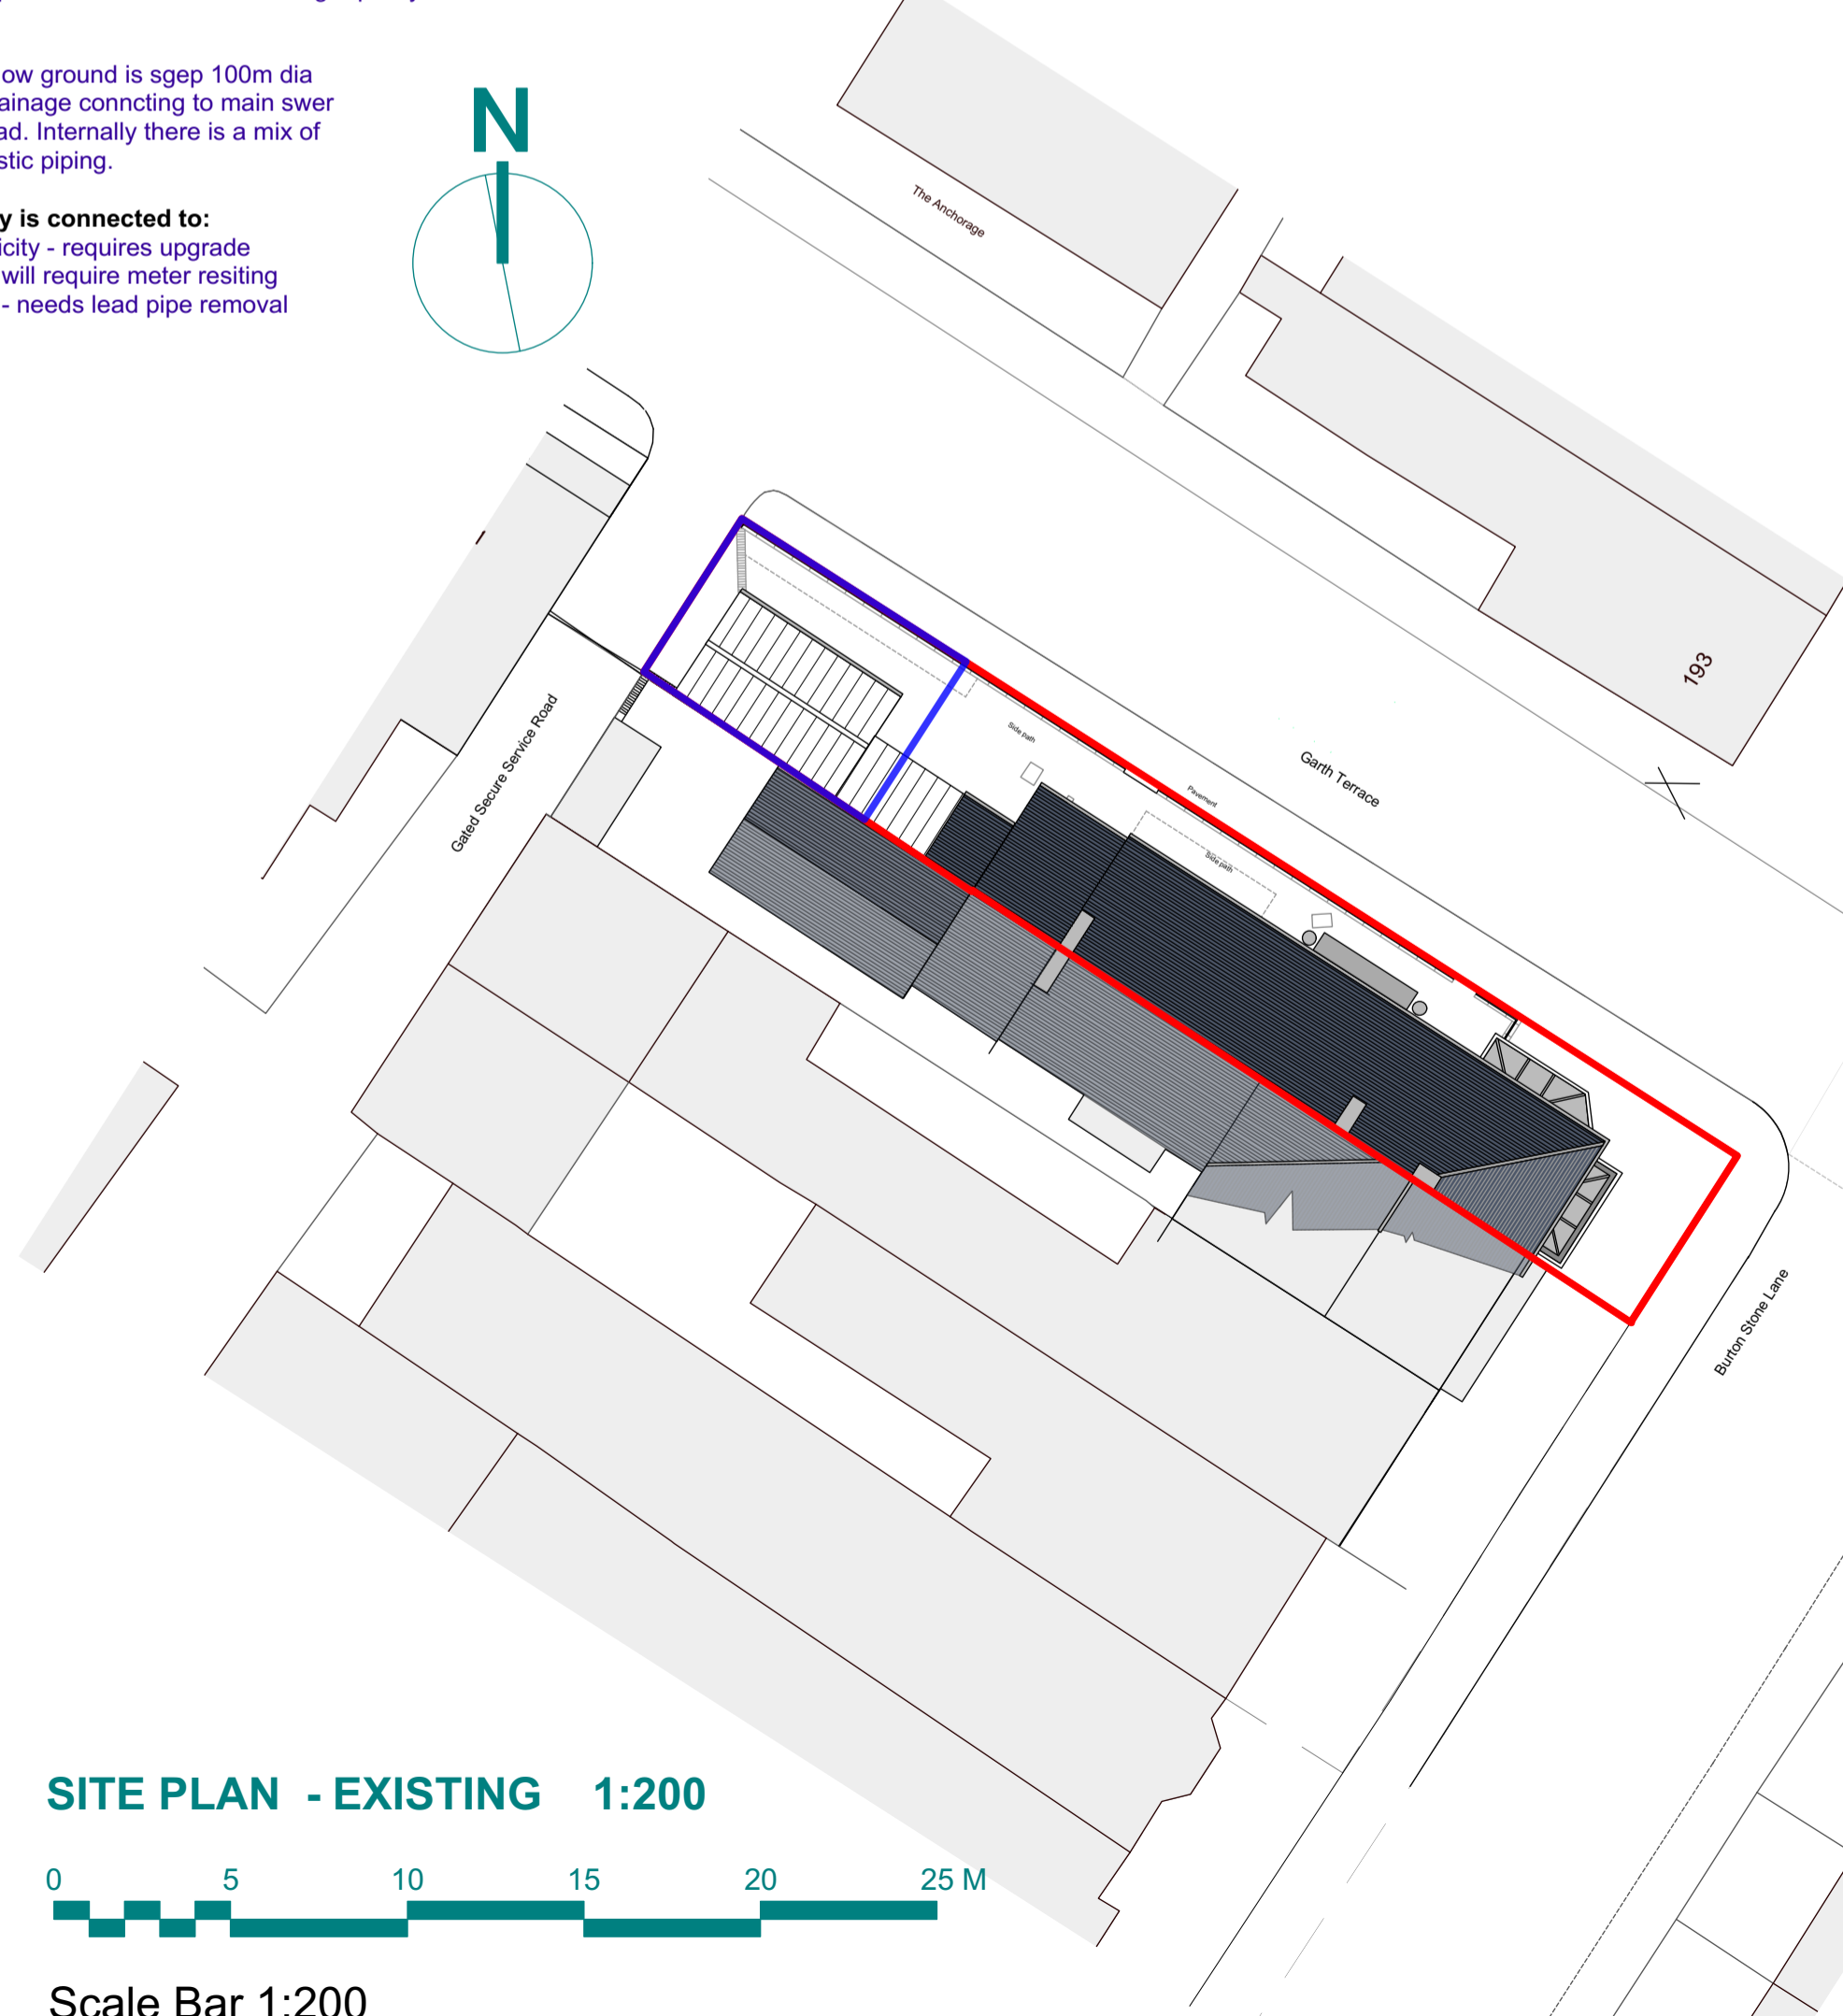 ow ground is sgep 100m dia
ainage conncting to main swer
ad. Internally there is a mix of
stic piping.
y is connected to:
icity - requires upgrade
will require meter resiting
- needs lead pipe removal
N
The Anchorage
193
Gated Secure Service Road
Side path
Pavement
Garth Terrace
Side path
Burton Stone Lane
SITE PLAN - EXISTING 1:200
0 5 10 15 20 25 M
Scale Bar 1:200